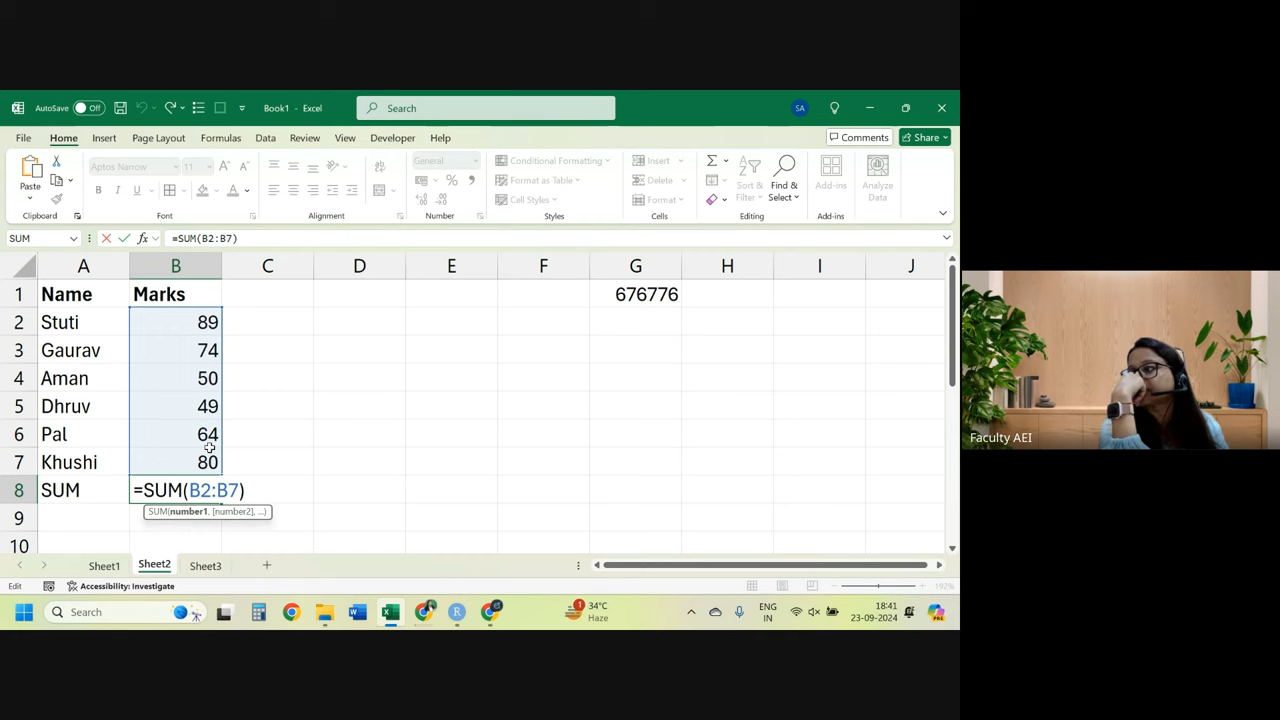 AutoSave Off Book1 - Excel Search SA
File Home Insert Page Layout Formulas Data Review View Developer Help Comments Share
Paste Aptos Narrow 11 A A General Conditional Formatting Insert Sort & Find & Add-ins Analyze
B I U A % , Format as Table Delete Filter Select Data
Cell Styles Format
Clipboard Font Alignment Number Styles Cells Editing Add-ins
SUM fx =SUM(B2:B7)
A B C D E F G H I J
1 Name Marks 676776
2 Stuti 89
3 Gaurav 74
4 Aman 50
5 Dhruv 49
6 Pal 64
7 Khushi 80
8 SUM =SUM(B2:B7)
SUM(number1, [number2], ...)
9
10
Sheet1 Sheet2 Sheet3
Edit Accessibility: Investigate 192%
Search 1 34°C Haze ENG IN 18:41 23-09-2024
Faculty AEI